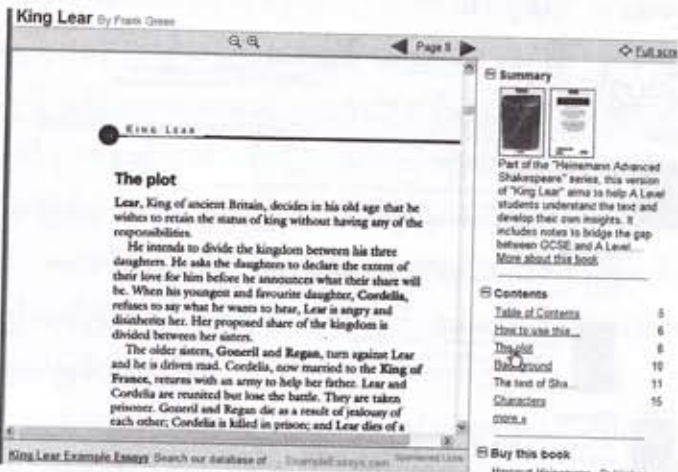 King Lear By Frank Green
Page 8
Full scre
KING LEAR
The plot
Lear, King of ancient Britain, decides in his old age that he
wishes to retain the status of king without having any of the
responsibilities.
He intends to divide the kingdom between his three
daughters. He asks the daughters to declare the extent of
their love for him before he announces what their share will
be. When his youngest and favourite daughter, Cordelia,
refuses to say what he wants to hear, Lear is angry and
disinherits her. Her proposed share of the kingdom is
divided between her sisters.
The older sisters, Goneril and Regan, turn against Lear
and he is driven mad. Cordelia, now married to the King of
France, returns with an army to help her father. Lear and
Cordelia are reunited but lose the battle. They are taken
prisoner. Goneril and Regan die as a result of jealousy of
each other; Cordelia is killed in prison; and Lear dies of a
King Lear Example Essays Search our database of ExampleEssays.com Sponsored Links
Summary
Part of the "Heinemann Advanced
Shakespeare" series, this version
of "King Lear" aims to help A Level
students understand the text and
develop their own insights. It
includes notes to bridge the gap
between GCSE and A Level...
More about this book
Contents
Table of Contents 5
How to use this ... 6
The plot 8
Background 10
The text of Sha... 11
Characters 15
more »
Buy this book